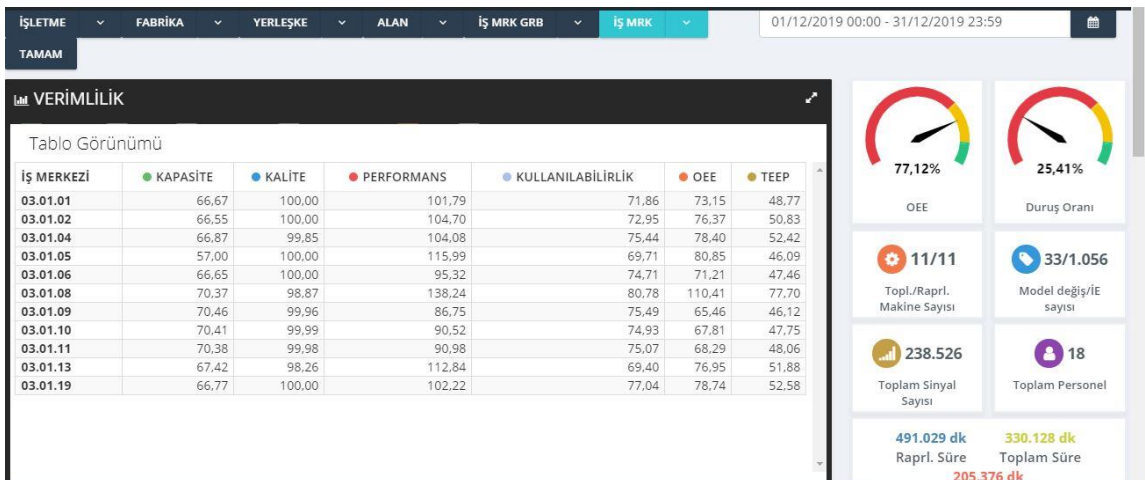 İŞLETME FABRİKA YERLEŞKE ALAN İŞ MRK GRB İŞ MRK 01/12/2019 00:00 - 31/12/2019 23:59
TAMAM
VERİMLİLİK
Tablo Görünümü
İŞ MERKEZİ KAPASİTE KALİTE PERFORMANS KULLANILABİLİRLİK OEE TEEP
03.01.01 66,67 100,00 101,79 71,86 73,15 48,77
03.01.02 66,55 100,00 104,70 72,95 76,37 50,83
03.01.04 66,87 99,85 104,08 75,44 78,40 52,42
03.01.05 57,00 100,00 115,99 69,71 80,85 46,09
03.01.06 66,65 100,00 95,32 74,71 71,21 47,46
03.01.08 70,37 98,87 138,24 80,78 110,41 77,70
03.01.09 70,46 99,96 86,75 75,49 65,46 46,12
03.01.10 70,41 99,99 90,52 74,93 67,81 47,75
03.01.11 70,38 99,98 90,98 75,07 68,29 48,06
03.01.13 67,42 98,26 112,84 69,40 76,95 51,88
03.01.19 66,77 100,00 102,22 77,04 78,74 52,58
77,12%
OEE
25,41%
Duruş Oranı
11/11
Topl./Raprl.
Makine Sayısı
33/1.056
Model değiş/İE
sayısı
238.526
Toplam Sinyal
Sayısı
18
Toplam Personel
491.029 dk
Raprl. Süre
330.128 dk
Toplam Süre
205.376 dk